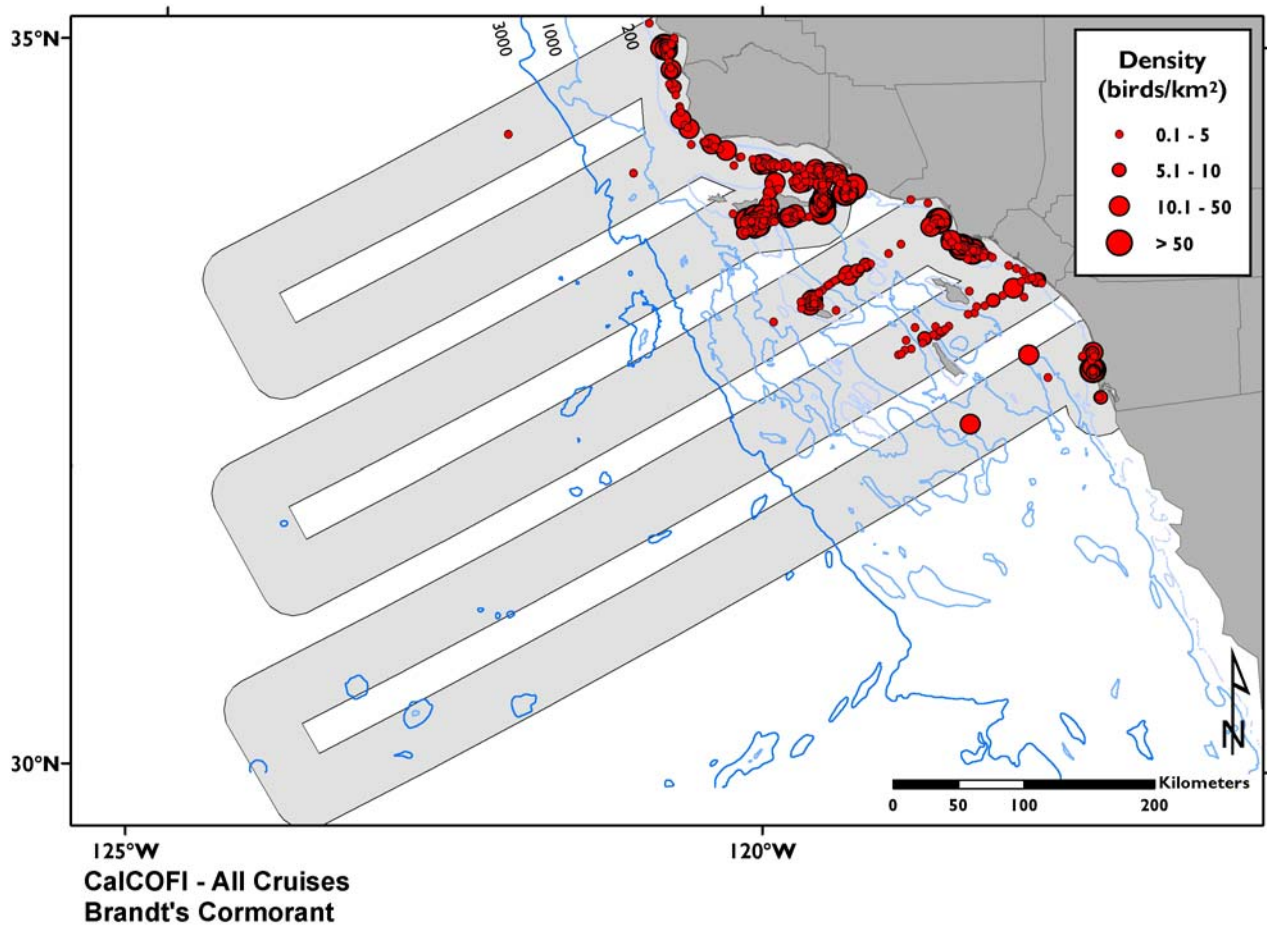 35°N
3000
1000
200
Density
(birds/km²)
0.1 - 5
5.1 - 10
10.1 - 50
> 50
30°N
N
Kilometers
0 50 100 200
125°W 120°W
CalCOFI - All Cruises
Brandt's Cormorant